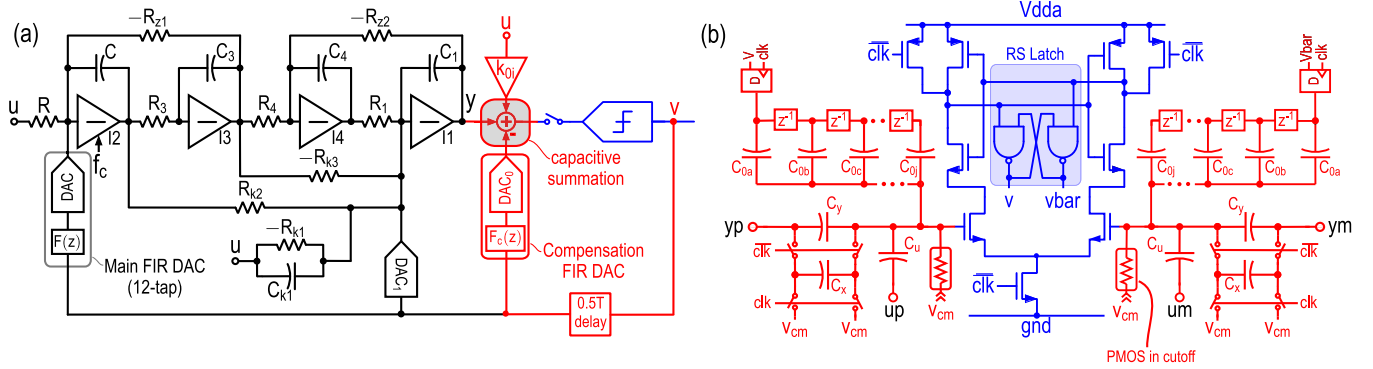 (a)
−Rz1
−Rz2
u
C
C3
C4
C1
k0i
u
R
R3
R4
R1
y
I2
I3
I4
I1
fc
+
-
v
capacitive
summation
−Rk3
DAC
F(z)
Main FIR DAC
(12-tap)
Rk2
u
−Rk1
Ck1
DAC1
DAC0
Fc(z)
Compensation
FIR DAC
0.5T
delay
(b)
Vdda
v
clk
D
clk
RS Latch
clk
Vbar
clk
D
z-1
z-1
z-1
z-1
z-1
z-1
C0a
C0b
C0c
C0j
C0j
C0c
C0b
C0a
v
vbar
yp
Cy
Cu
clk
Cx
clk
vcm
vcm
up
vcm
clk
gnd
vcm
um
Cu
Cy
ym
clk
Cx
clk
vcm
vcm
PMOS in cutoff